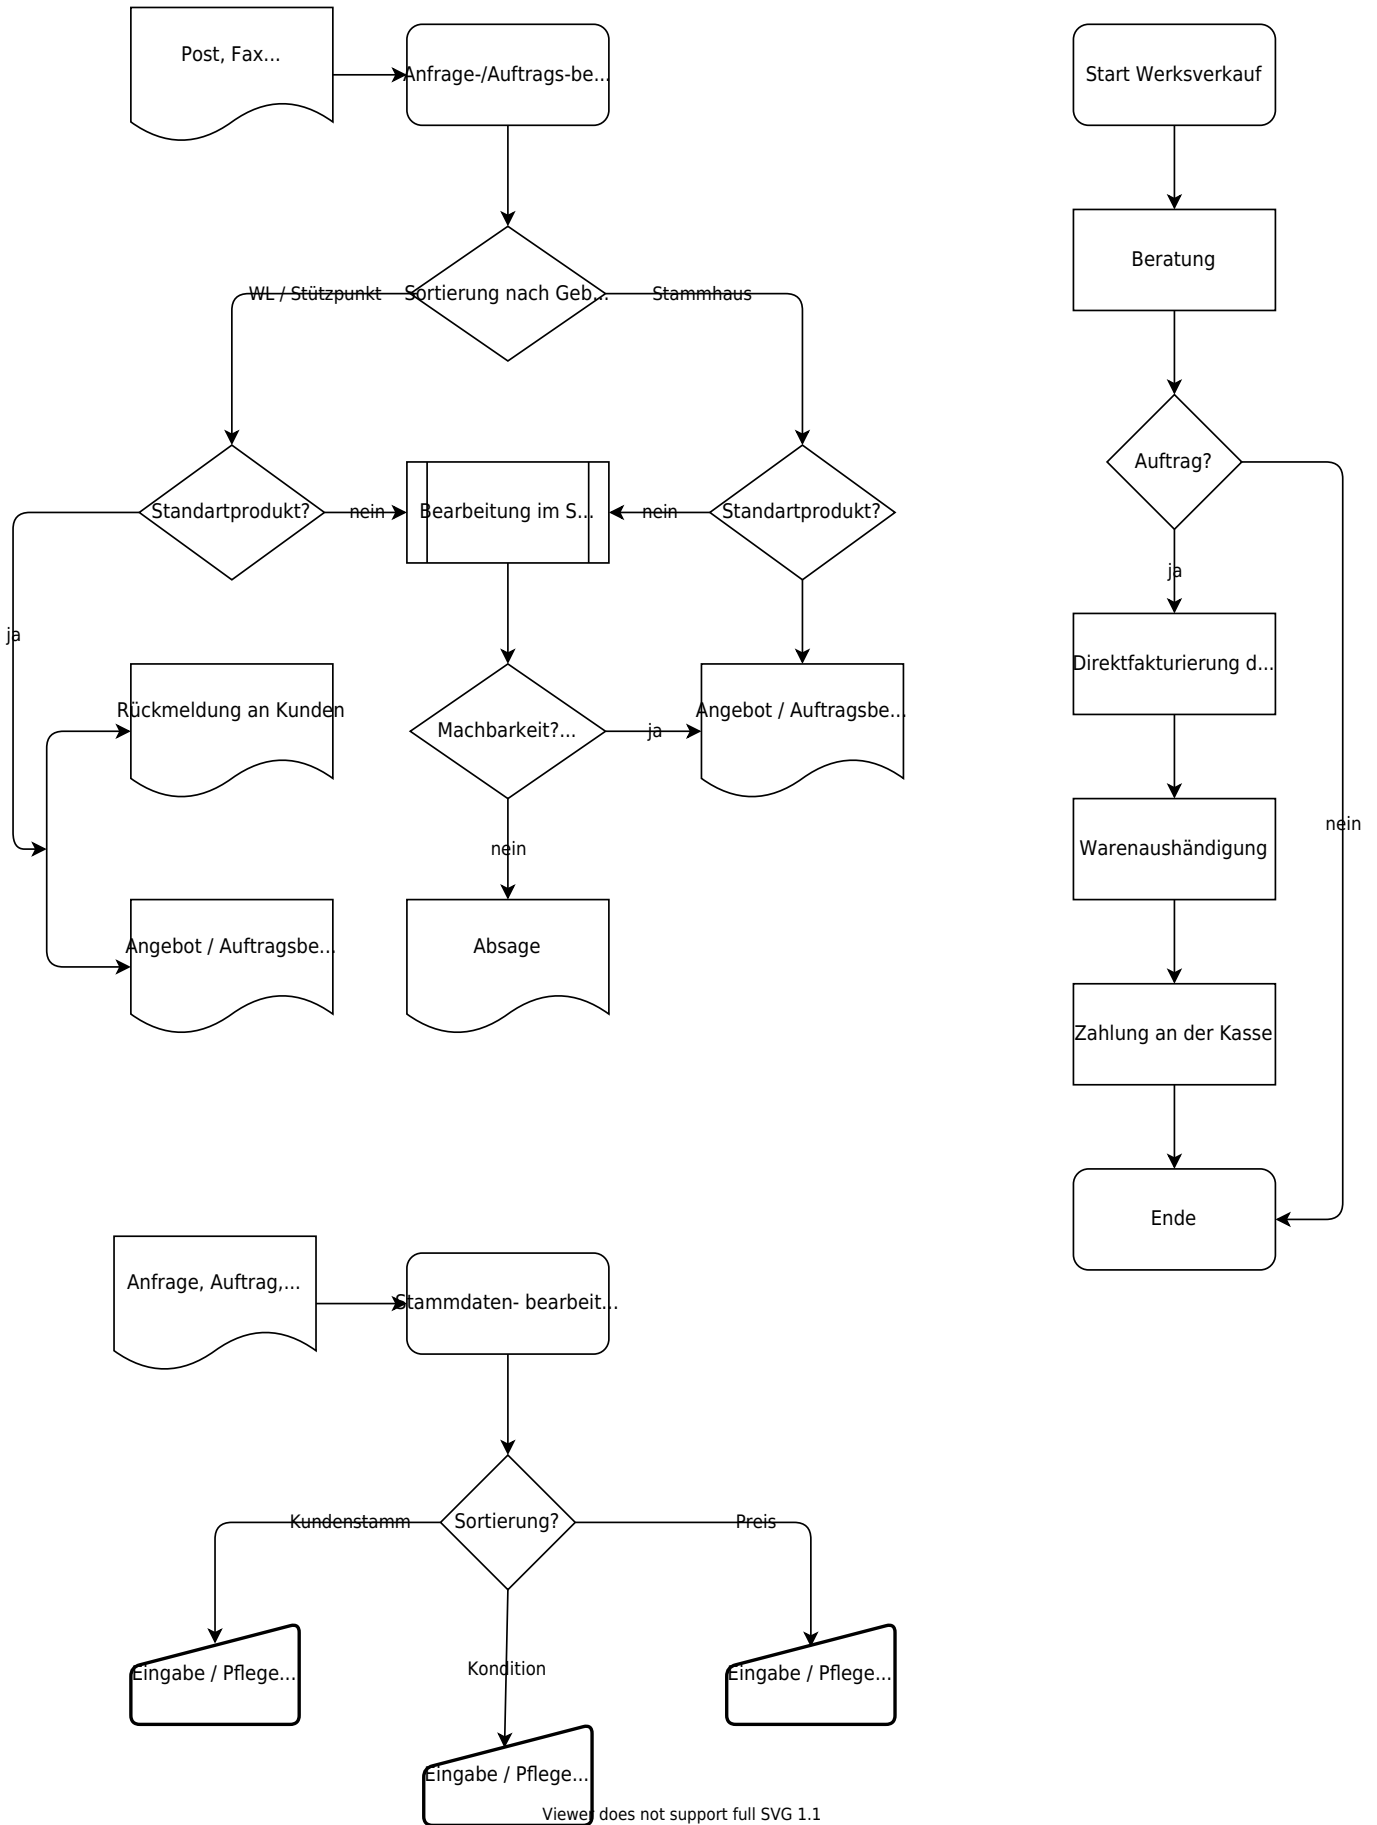 Post, Fax...
Anfrage-/Auftrags-be...
Start Werksverkauf
Beratung
WL / Stützpunkt
Sortierung nach Geb...
Stammhaus
Auftrag?
Standartprodukt?
nein
Bearbeitung im S...
nein
Standartprodukt?
ja
ja
Direktfakturierung d...
Rückmeldung an Kunden
Machbarkeit?...
ja
Angebot / Auftragsbe...
nein
nein
Warenaushändigung
Angebot / Auftragsbe...
Absage
Zahlung an der Kasse
Ende
Anfrage, Auftrag,...
Stammdaten- bearbeit...
Kundenstamm
Sortierung?
Preis
Kondition
Eingabe / Pflege...
Eingabe / Pflege...
Eingabe / Pflege...
Viewer does not support full SVG 1.1